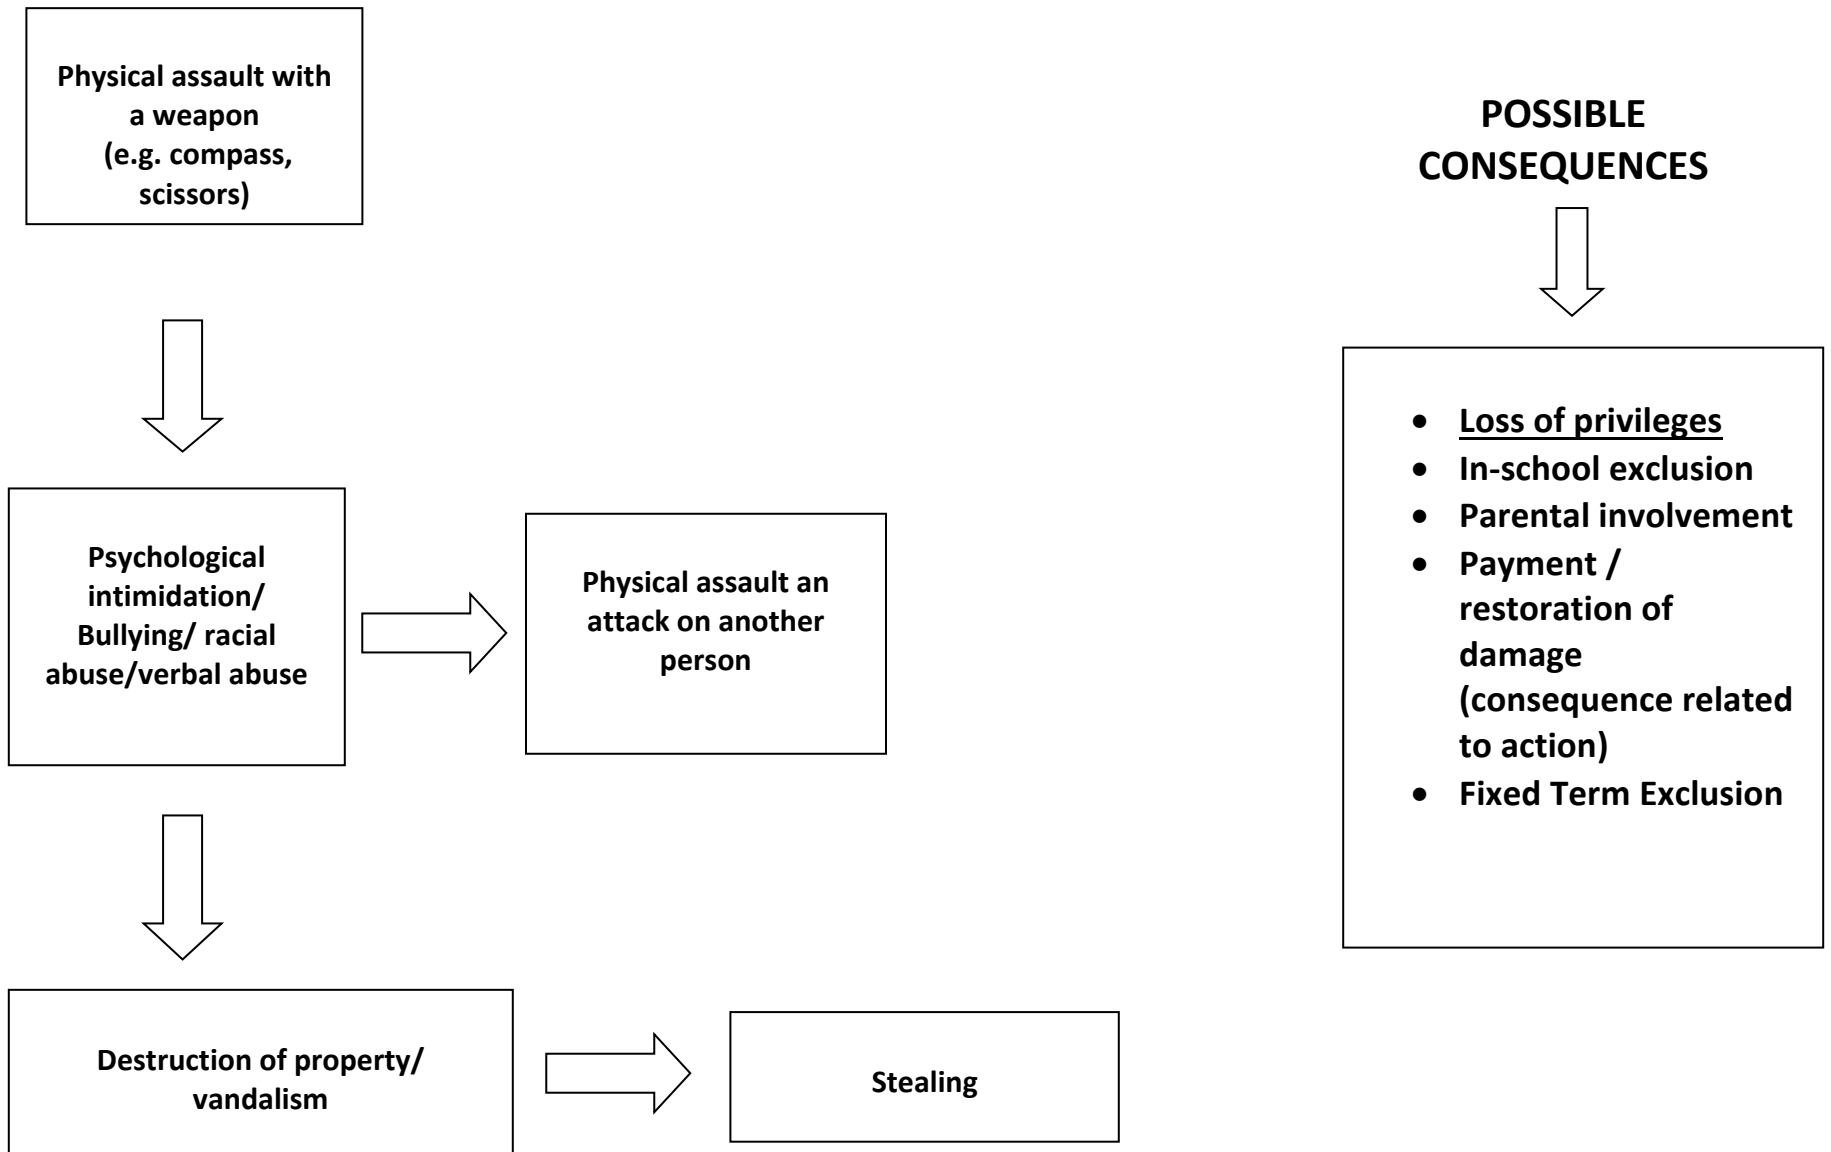 Physical assault with
a weapon
(e.g. compass,
scissors)
POSSIBLE
CONSEQUENCES
• Loss of privileges
• In-school exclusion
• Parental involvement
• Payment /
restoration of
damage
(consequence related
to action)
• Fixed Term Exclusion
Psychological
intimidation/
Bullying/ racial
abuse/verbal abuse
Physical assault an
attack on another
person
Destruction of property/
vandalism
Stealing